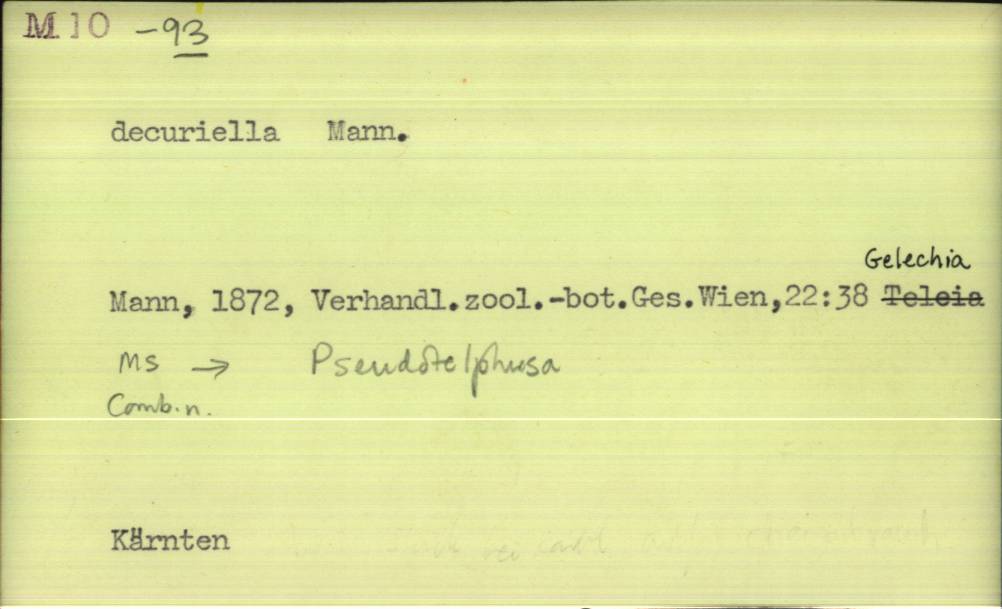 M10 -93
decuriella Mann.
Gelechia
Mann, 1872, Verhandl.zool.-bot.Ges.Wien,22:38 Teleia
MS → Pseudotelphusa
Comb.n.
Kärnten